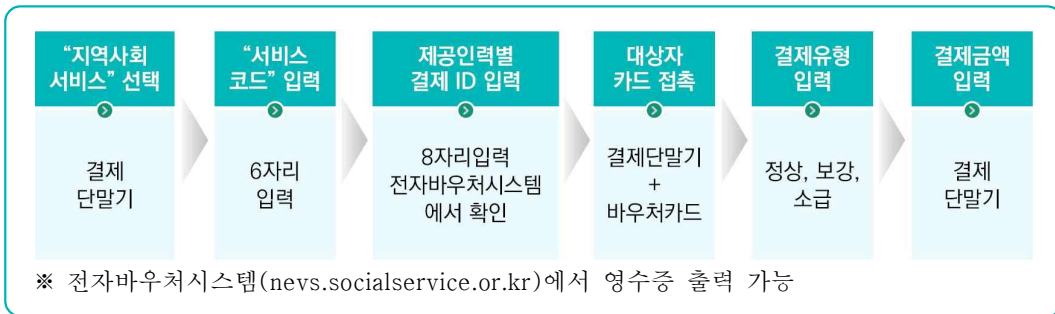 “지역사회
서비스” 선택
결제
단말기
“서비스
코드” 입력
6자리
입력
제공인력별
결제 ID 입력
8자리입력
전자바우처시스템
에서 확인
대상자
카드 접촉
결제단말기
+
바우처카드
결제유형
입력
정상, 보강,
소급
결제금액
입력
결제
단말기
※ 전자바우처시스템(nevs.socialservice.or.kr)에서 영수증 출력 가능